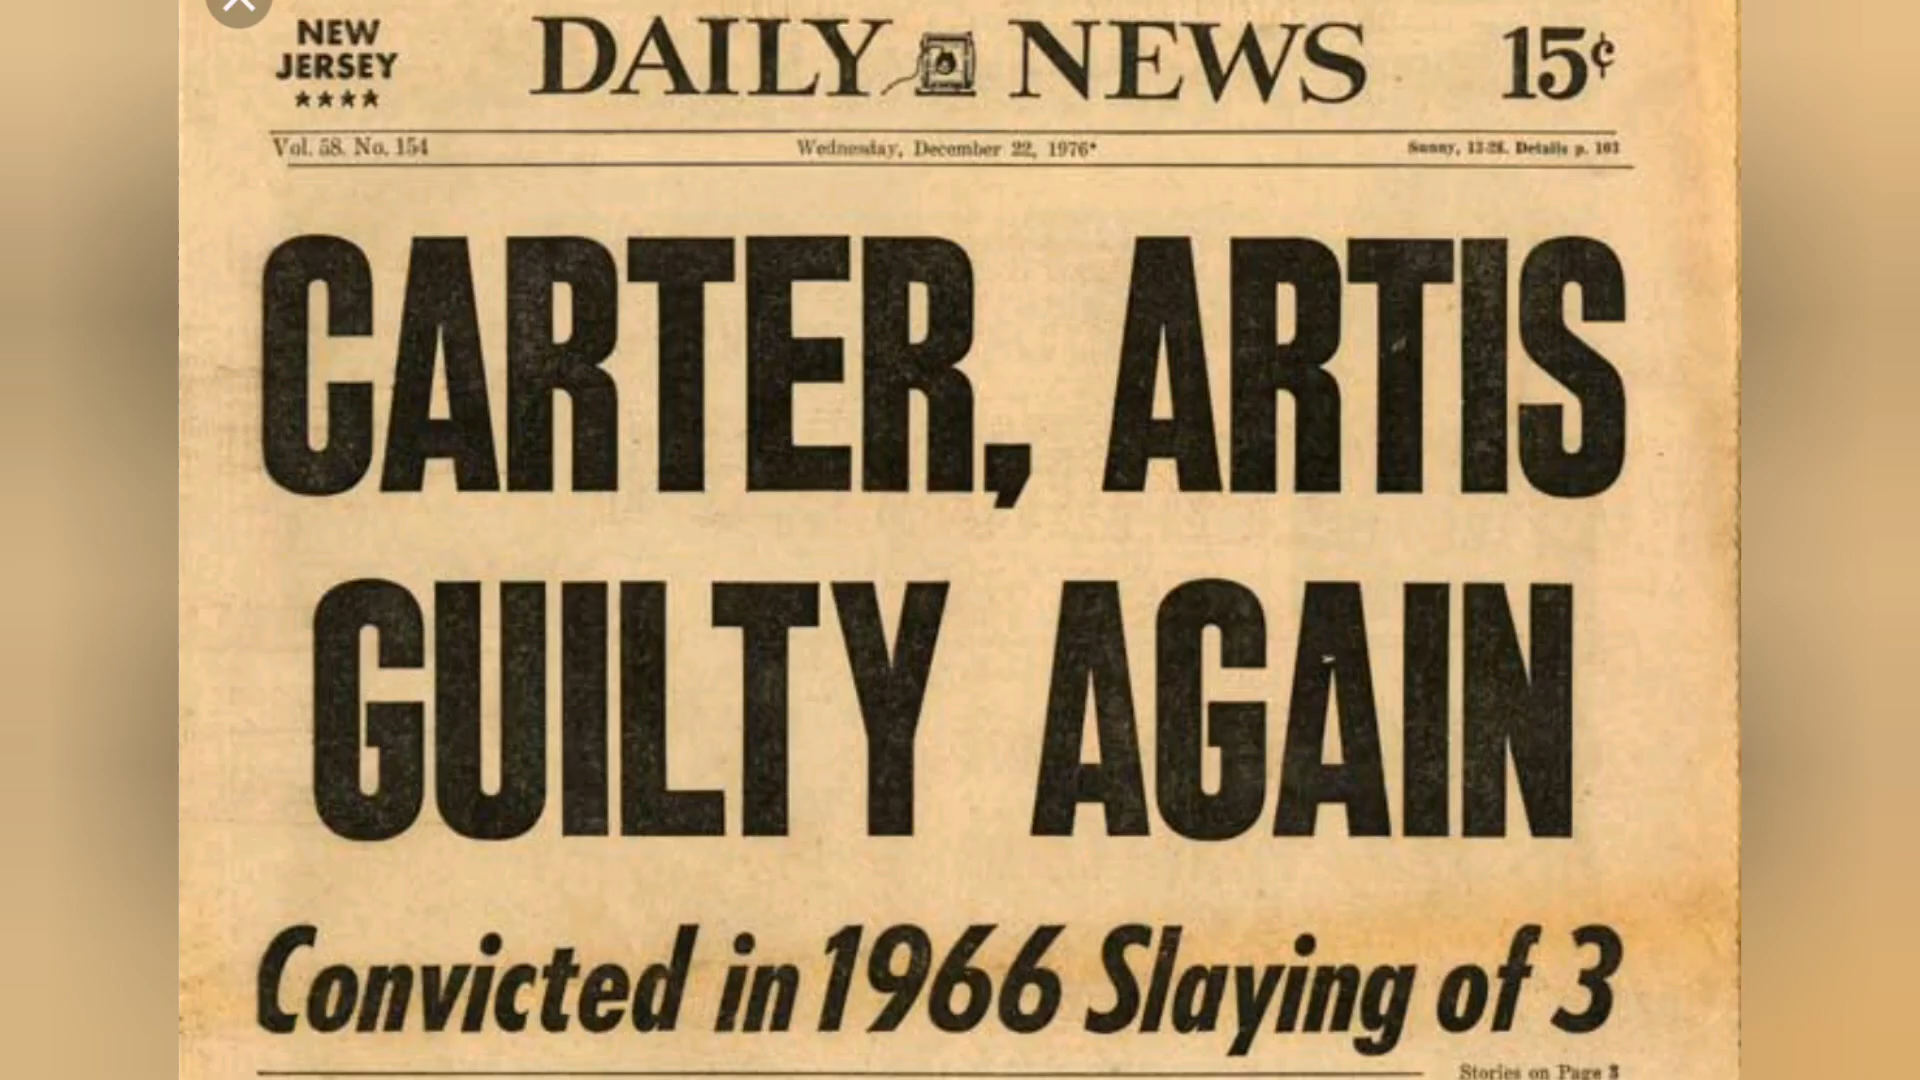 NEW
JERSEY
★★★★
DAILY NEWS
15¢
Vol. 58. No. 154
Wednesday, December 22, 1976*
Sunny, 13-28. Details p. 103
CARTER, ARTIS
GUILTY AGAIN
Convicted in 1966 Slaying of 3
Stories on Page 3